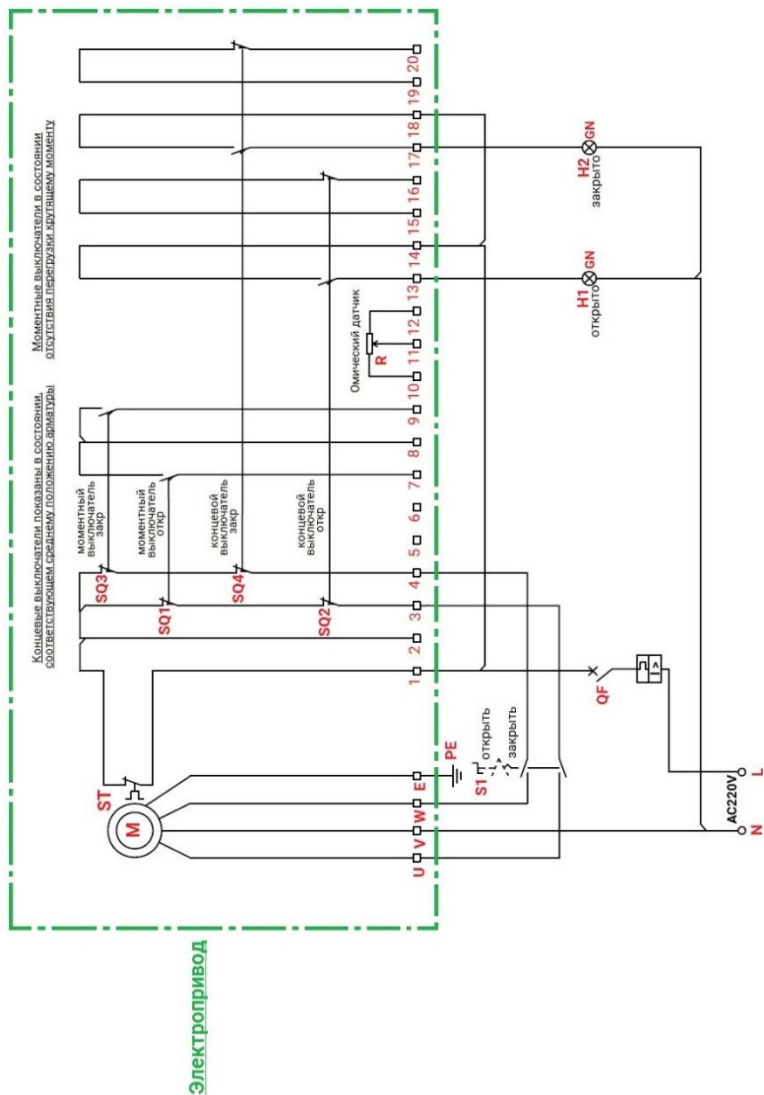 Электропривод
Концевые выключатели показаны в состоянии,
соответствующем среднему положению арматуры
Моментные выключатели в состоянии
отсутствия перегрузки крутящему моменту
ST
M
SQ3
моментный
выключатель
закр
SQ1
моментный
выключатель
откр
SQ4
концевой
выключатель
закр
SQ2
концевой
выключатель
откр
Омический датчик
R
U
V
W
E
1
2
3
4
5
6
7
8
9
10
11
12
13
14
15
16
17
18
19
20
PE
S1
открыть
закрыть
QF
I >
H1
GN
открыто
H2
GN
закрыто
AC220V
N
L